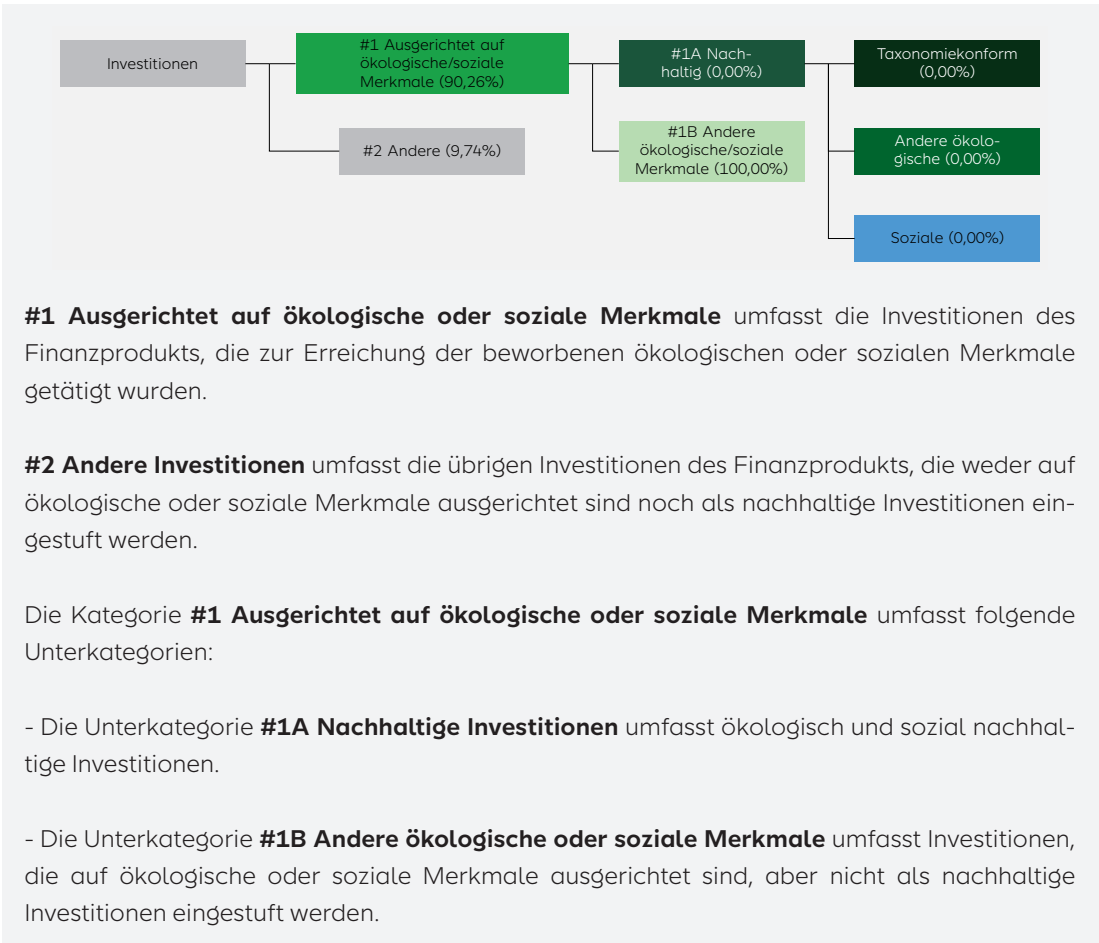 Investitionen
#1 Ausgerichtet auf
ökologische/soziale
Merkmale (90,26%)
#1A Nach-
haltig (0,00%)
Taxonomiekonform
(0,00%)
#2 Andere (9,74%)
#1B Andere
ökologische/soziale
Merkmale (100,00%)
Andere ökolo-
gische (0,00%)
Soziale (0,00%)
#1 Ausgerichtet auf ökologische oder soziale Merkmale umfasst die Investitionen des
Finanzprodukts, die zur Erreichung der beworbenen ökologischen oder sozialen Merkmale
getätigt wurden.
#2 Andere Investitionen umfasst die übrigen Investitionen des Finanzprodukts, die weder auf
ökologische oder soziale Merkmale ausgerichtet sind noch als nachhaltige Investitionen ein-
gestuft werden.
Die Kategorie #1 Ausgerichtet auf ökologische oder soziale Merkmale umfasst folgende
Unterkategorien:
- Die Unterkategorie #1A Nachhaltige Investitionen umfasst ökologisch und sozial nachhal-
tige Investitionen.
- Die Unterkategorie #1B Andere ökologische oder soziale Merkmale umfasst Investitionen,
die auf ökologische oder soziale Merkmale ausgerichtet sind, aber nicht als nachhaltige
Investitionen eingestuft werden.